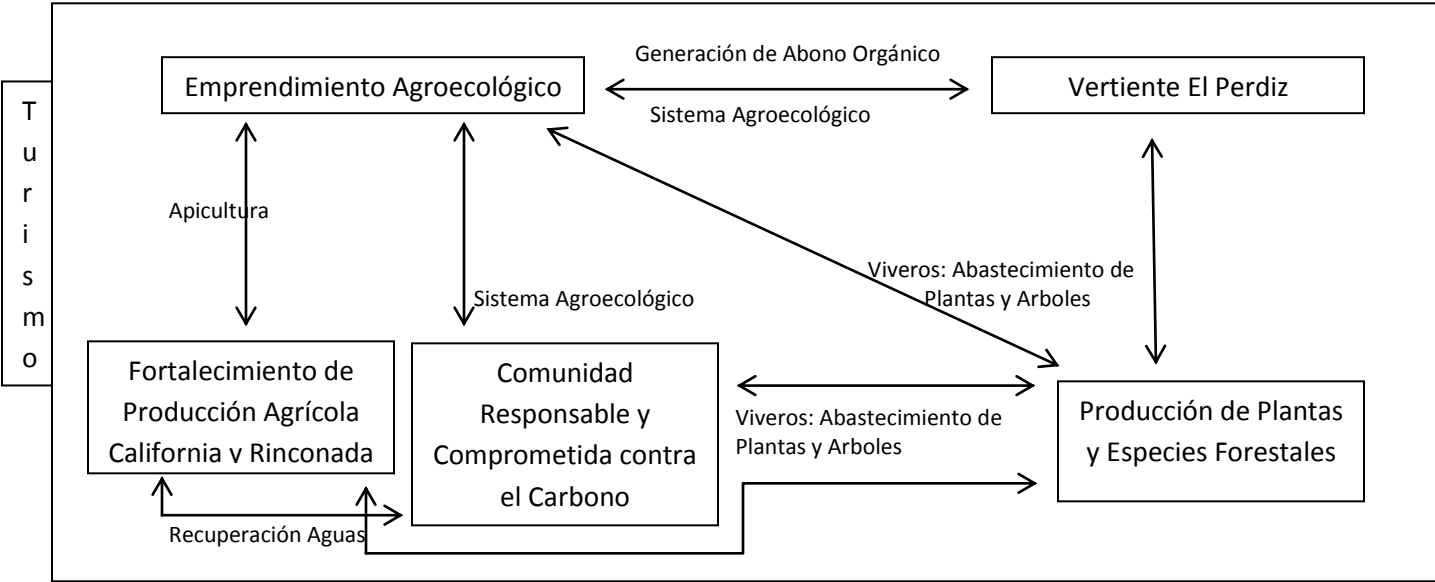 Turismo
Generación de Abono Orgánico
Emprendimiento Agroecológico
Vertiente El Perdiz
Sistema Agroecológico
Apicultura
Viveros: Abastecimiento de
Plantas y Arboles
Sistema Agroecológico
Fortalecimiento de
Producción Agrícola
California y Rinconada
Comunidad
Responsable y
Comprometida contra
el Carbono
Viveros: Abastecimiento de
Plantas y Arboles
Producción de Plantas
y Especies Forestales
Recuperación Aguas